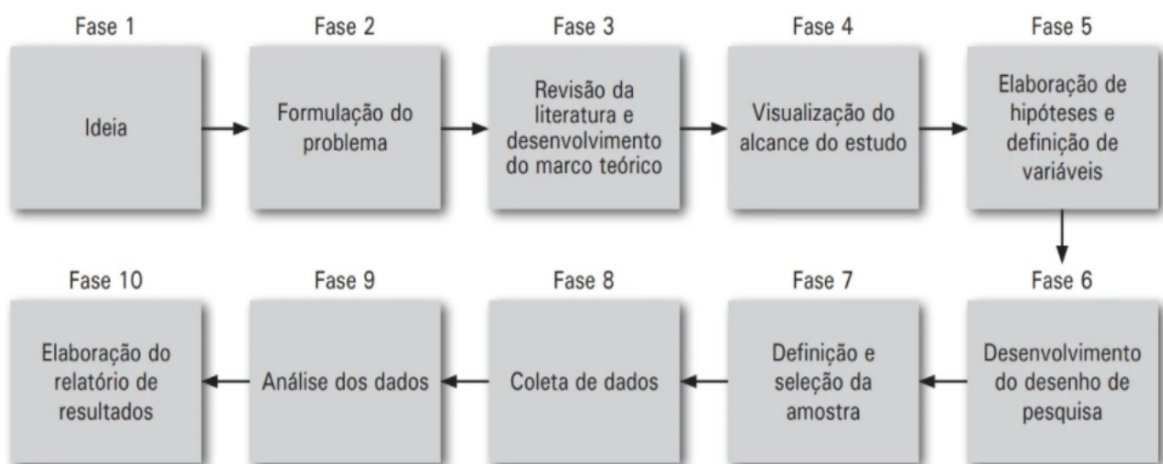 Fase 1
Ideia
Fase 2
Formulação do
problema
Fase 3
Revisão da
literatura e
desenvolvimento
do marco teórico
Fase 4
Visualização do
alcance do estudo
Fase 5
Elaboração de
hipóteses e
definição de
variáveis
Fase 6
Desenvolvimento
do desenho de
pesquisa
Fase 7
Definição e
seleção da
amostra
Fase 8
Coleta de dados
Fase 9
Análise dos dados
Fase 10
Elaboração do
relatório de
resultados